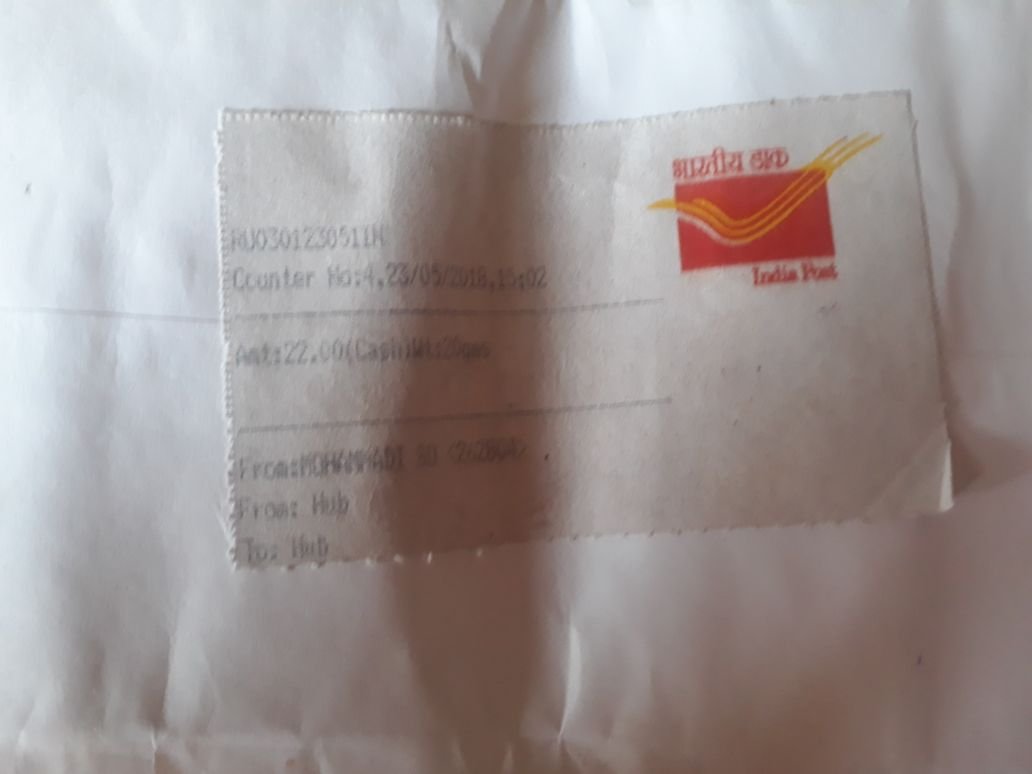 भारतीय डाक
India Post
RU030123051IN
Counter No:4,23/05/2018,15:02
Amt:22.00(Cash)Wt:20gms
From:MOHAMMADI SO <262804>
From: Hub
To: Hub